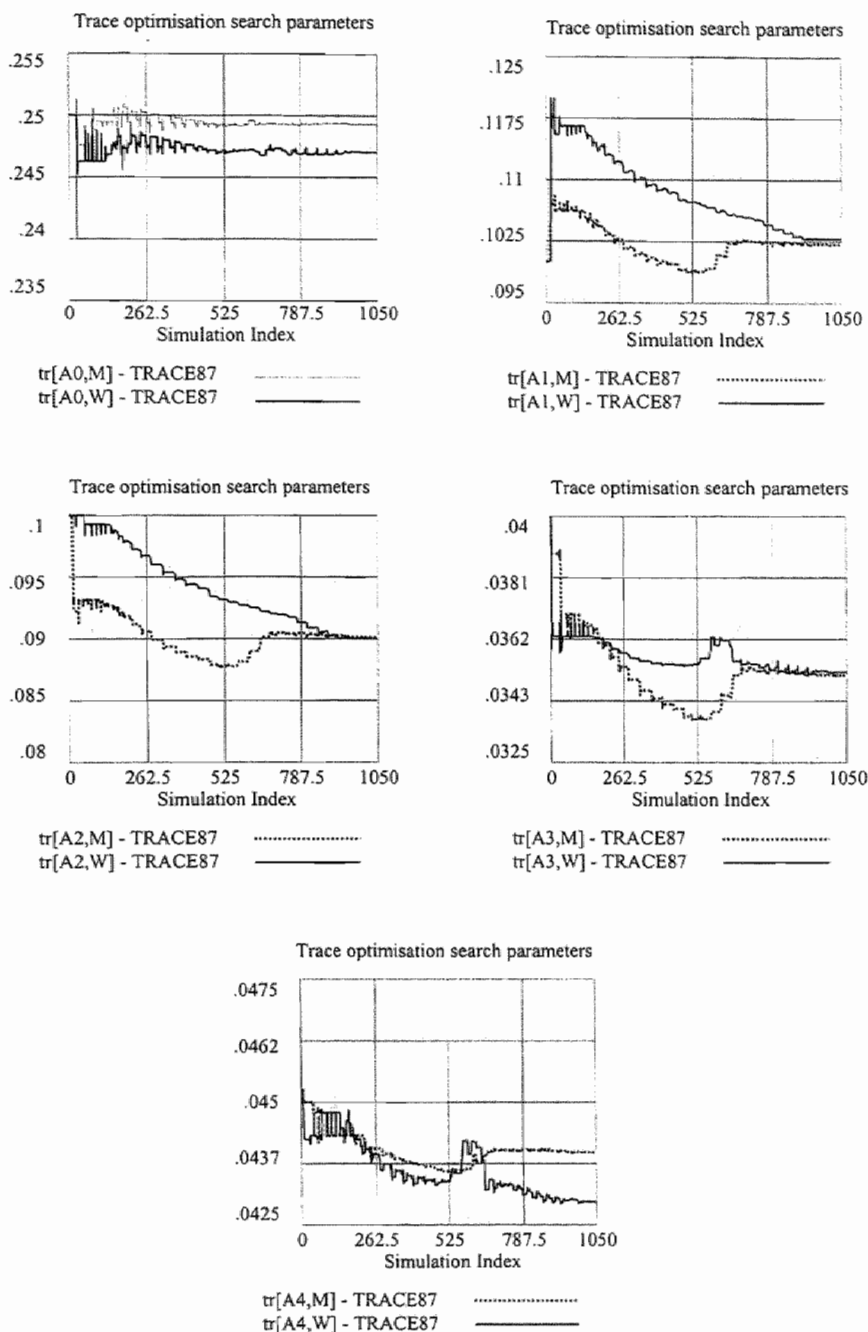 Trace optimisation search parameters
.255
.25
.245
.24
.235
0 262.5 525 787.5 1050
Simulation Index
tr[A0,M] - TRACE87
tr[A0,W] - TRACE87
Trace optimisation search parameters
.125
.1175
.11
.1025
.095
0 262.5 525 787.5 1050
Simulation Index
tr[A1,M] - TRACE87
tr[A1,W] - TRACE87
Trace optimisation search parameters
.1
.095
.09
.085
.08
0 262.5 525 787.5 1050
Simulation Index
tr[A2,M] - TRACE87
tr[A2,W] - TRACE87
Trace optimisation search parameters
.04
.0381
.0362
.0343
.0325
0 262.5 525 787.5 1050
Simulation Index
tr[A3,M] - TRACE87
tr[A3,W] - TRACE87
Trace optimisation search parameters
.0475
.0462
.045
.0437
.0425
0 262.5 525 787.5 1050
Simulation Index
tr[A4,M] - TRACE87
tr[A4,W] - TRACE87